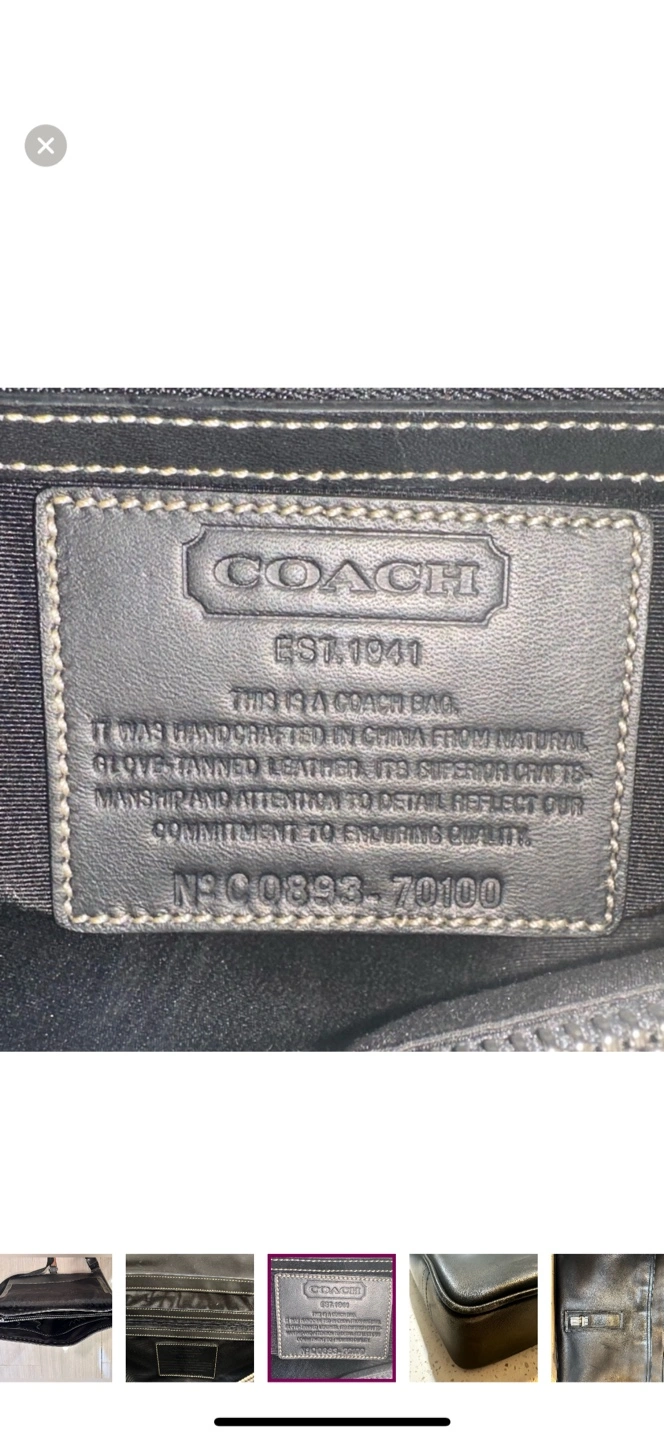 COACH
EST.1941
THIS IS A COACH BAG.
IT WAS HANDCRAFTED IN CHINA FROM NATURAL
GLOVE-TANNED LEATHER. ITS SUPERIOR CRAFTS-
MANSHIP AND ATTENTION TO DETAIL REFLECT OUR
COMMITMENT TO ENDURING QUALITY.
Nº C0893-70100